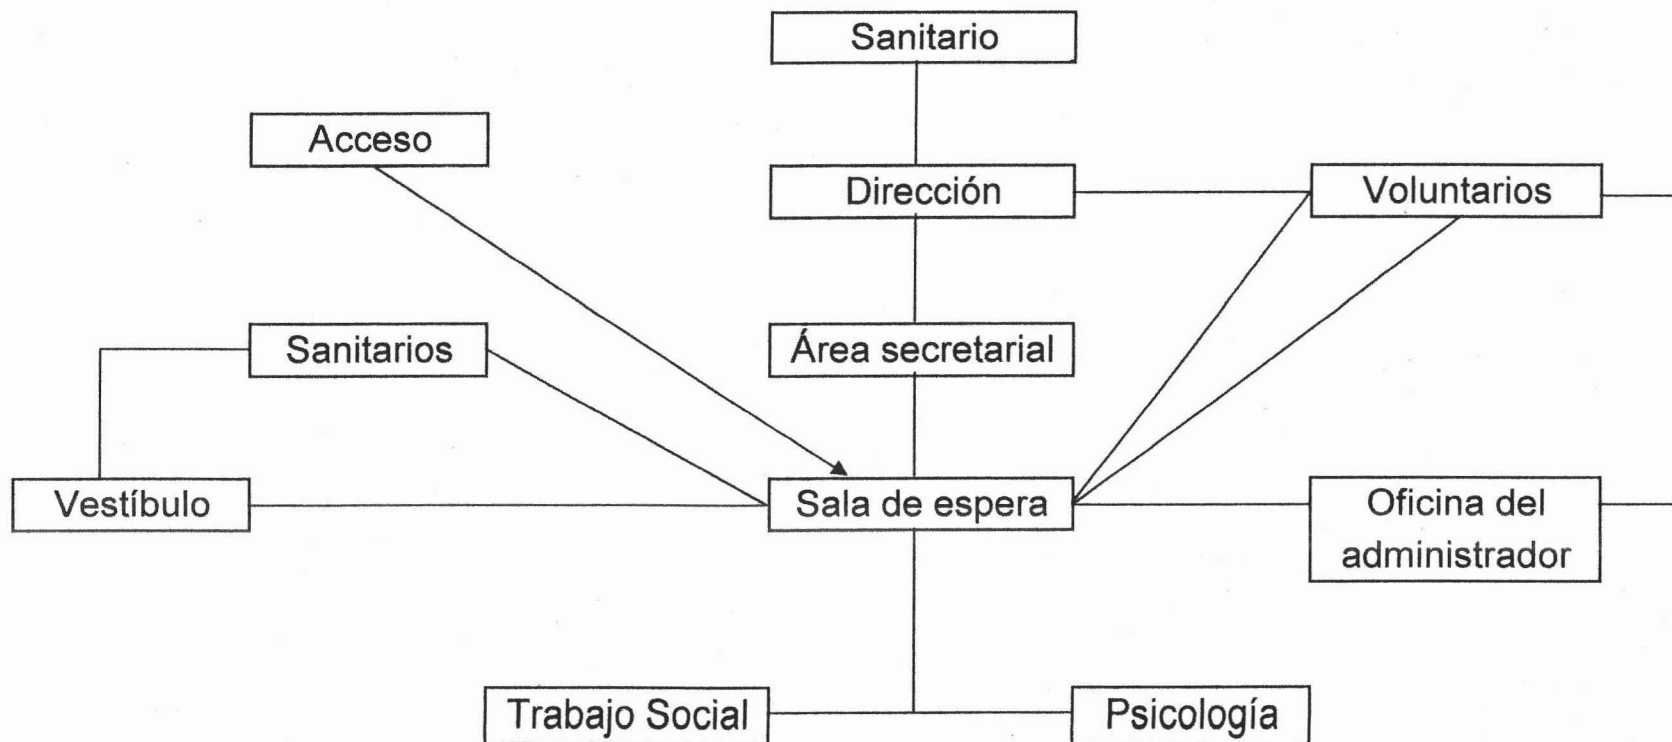 Sanitario
Acceso
Dirección
Voluntarios
Sanitarios
Área secretarial
Vestíbulo
Sala de espera
Oficina del
administrador
Trabajo Social
Psicología